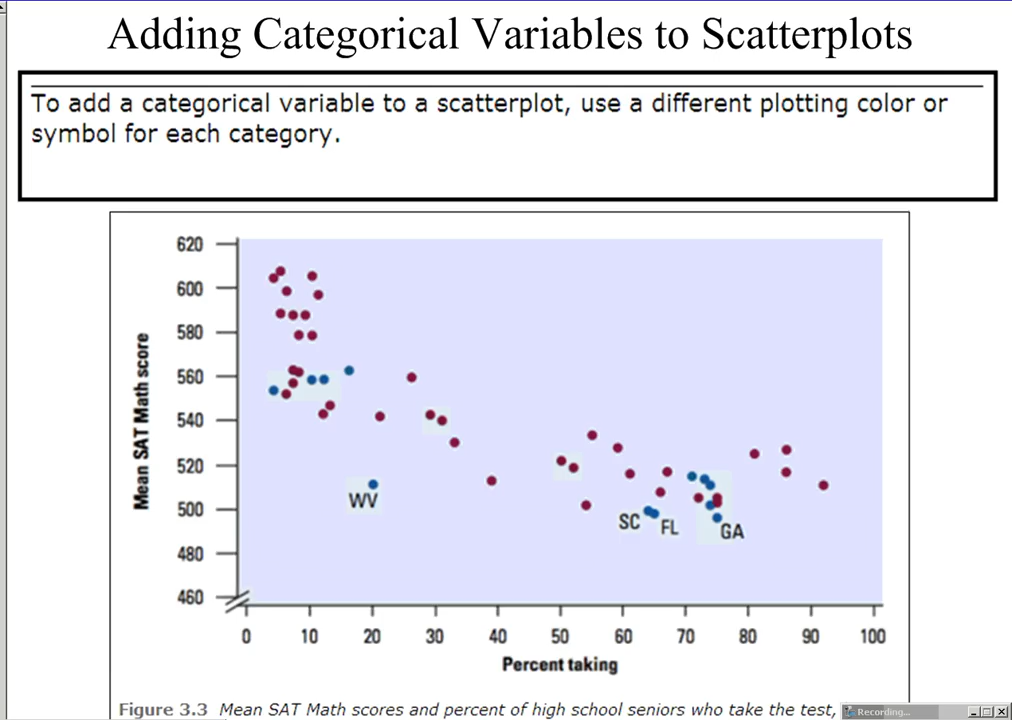 Adding Categorical Variables to Scatterplots
To add a categorical variable to a scatterplot, use a different plotting color or
symbol for each category.
620
600
580
560
540
520
500
480
460
Mean SAT Math score
WV
SC
FL
GA
0 10 20 30 40 50 60 70 80 90 100
Percent taking
Figure 3.3 Mean SAT Math scores and percent of high school seniors who take the test,
Recording...